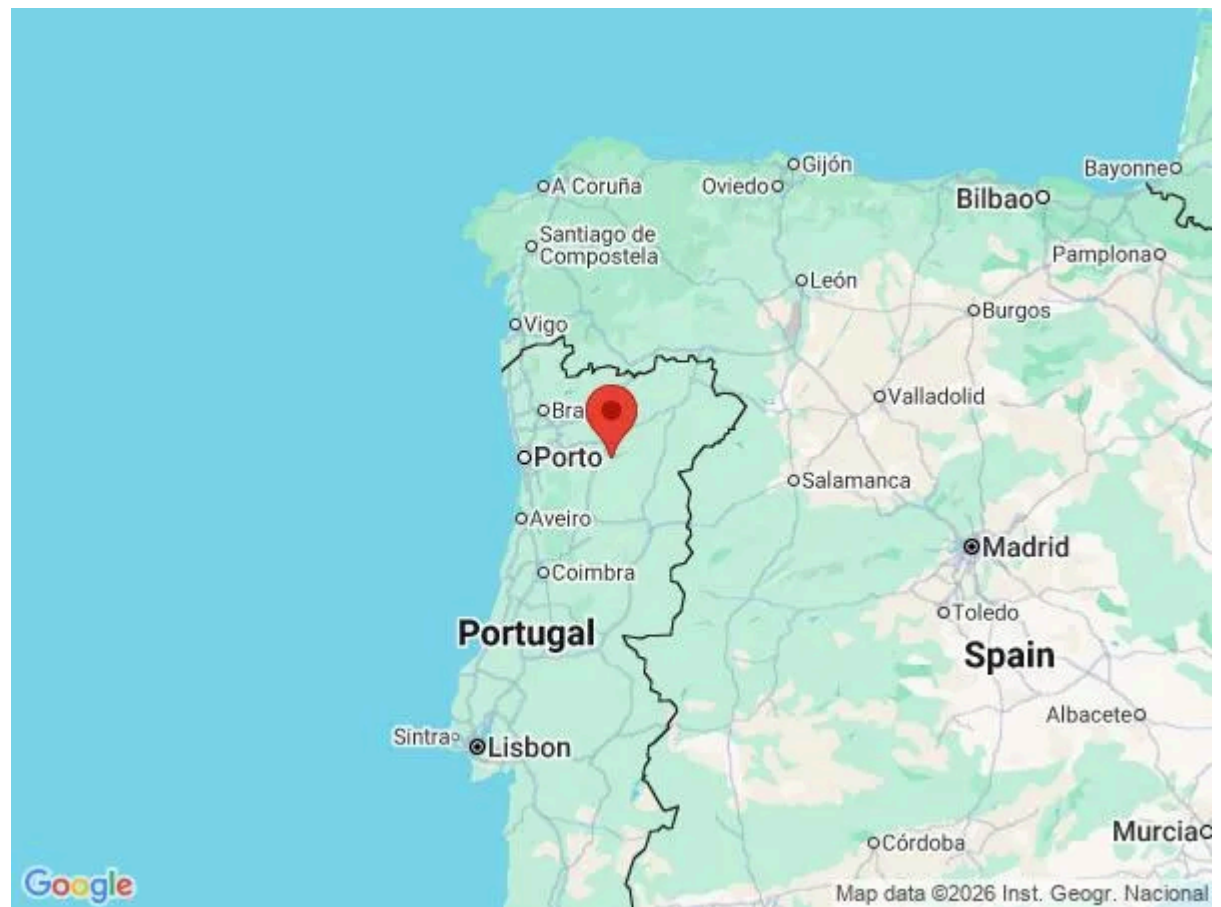 Gijón
A Coruña
Oviedo
Bayonne
Bilbao
Santiago de
Compostela
Pamplona
León
Burgos
Vigo
Valladolid
Bra
Porto
Salamanca
Aveiro
Madrid
Coimbra
Toledo
Portugal
Spain
Albacete
Sintra
Lisbon
Murcia
Córdoba
Google
Map data ©2026 Inst. Geogr. Nacional